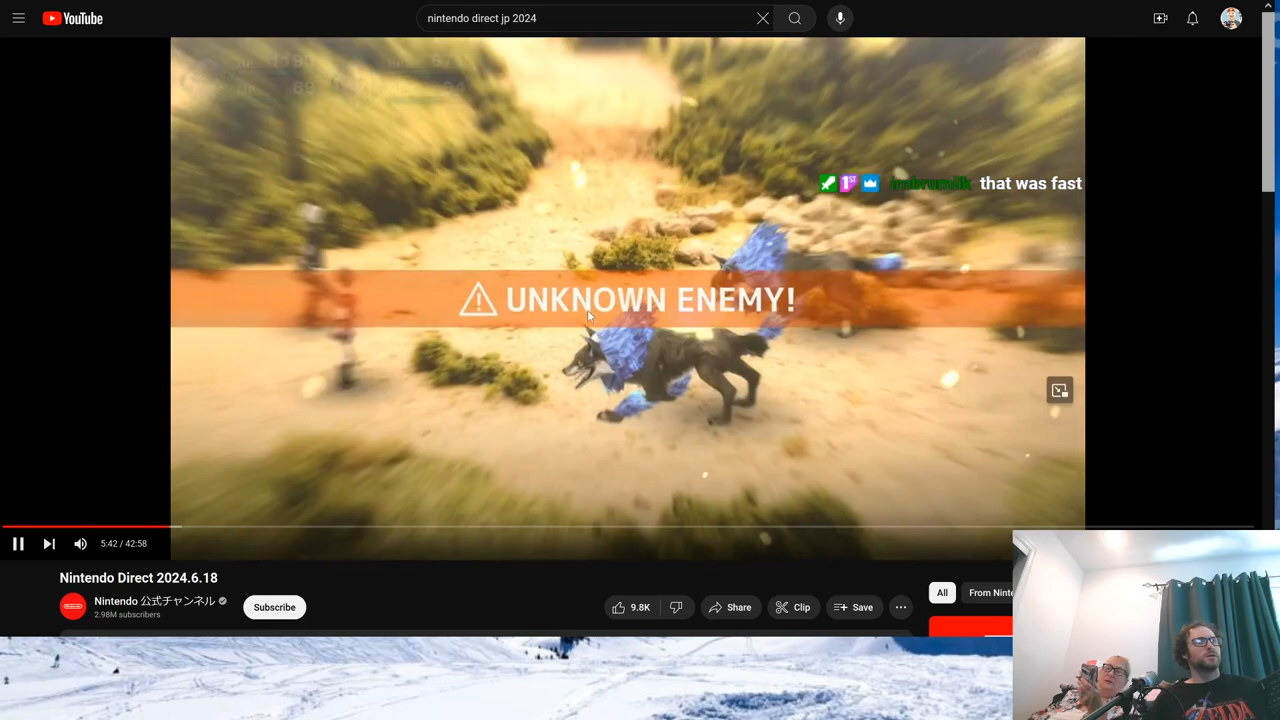 YouTube
nintendo direct jp 2024
1ST
that was fast
UNKNOWN ENEMY!
5:42 / 42:58
Nintendo Direct 2024.6.18
Nintendo 公式チャンネル
2.98M subscribers
Subscribe
9.8K
Share
Clip
Save
All
From Ninte
ZELDA